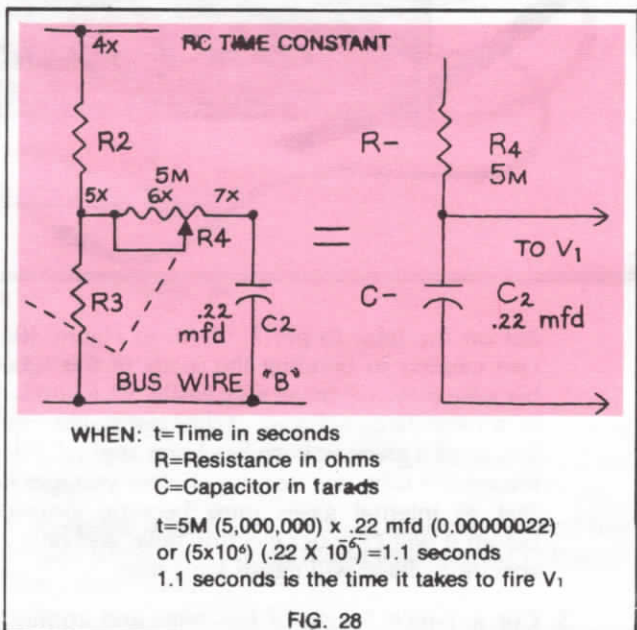 RC TIME CONSTANT
4x
R2
5x
5M
6x
7x
R4
R3
.22
mfd
C2
BUS WIRE "B"
=
R-
R4
5M
TO V1
C-
C2
.22 mfd
WHEN: t=Time in seconds
R=Resistance in ohms
C=Capacitor in farads
t=5M (5,000,000) X .22 mfd (0.00000022)
or (5x10⁶) (.22 X 10⁻⁶) =1.1 seconds
1.1 seconds is the time it takes to fire V1
FIG. 28